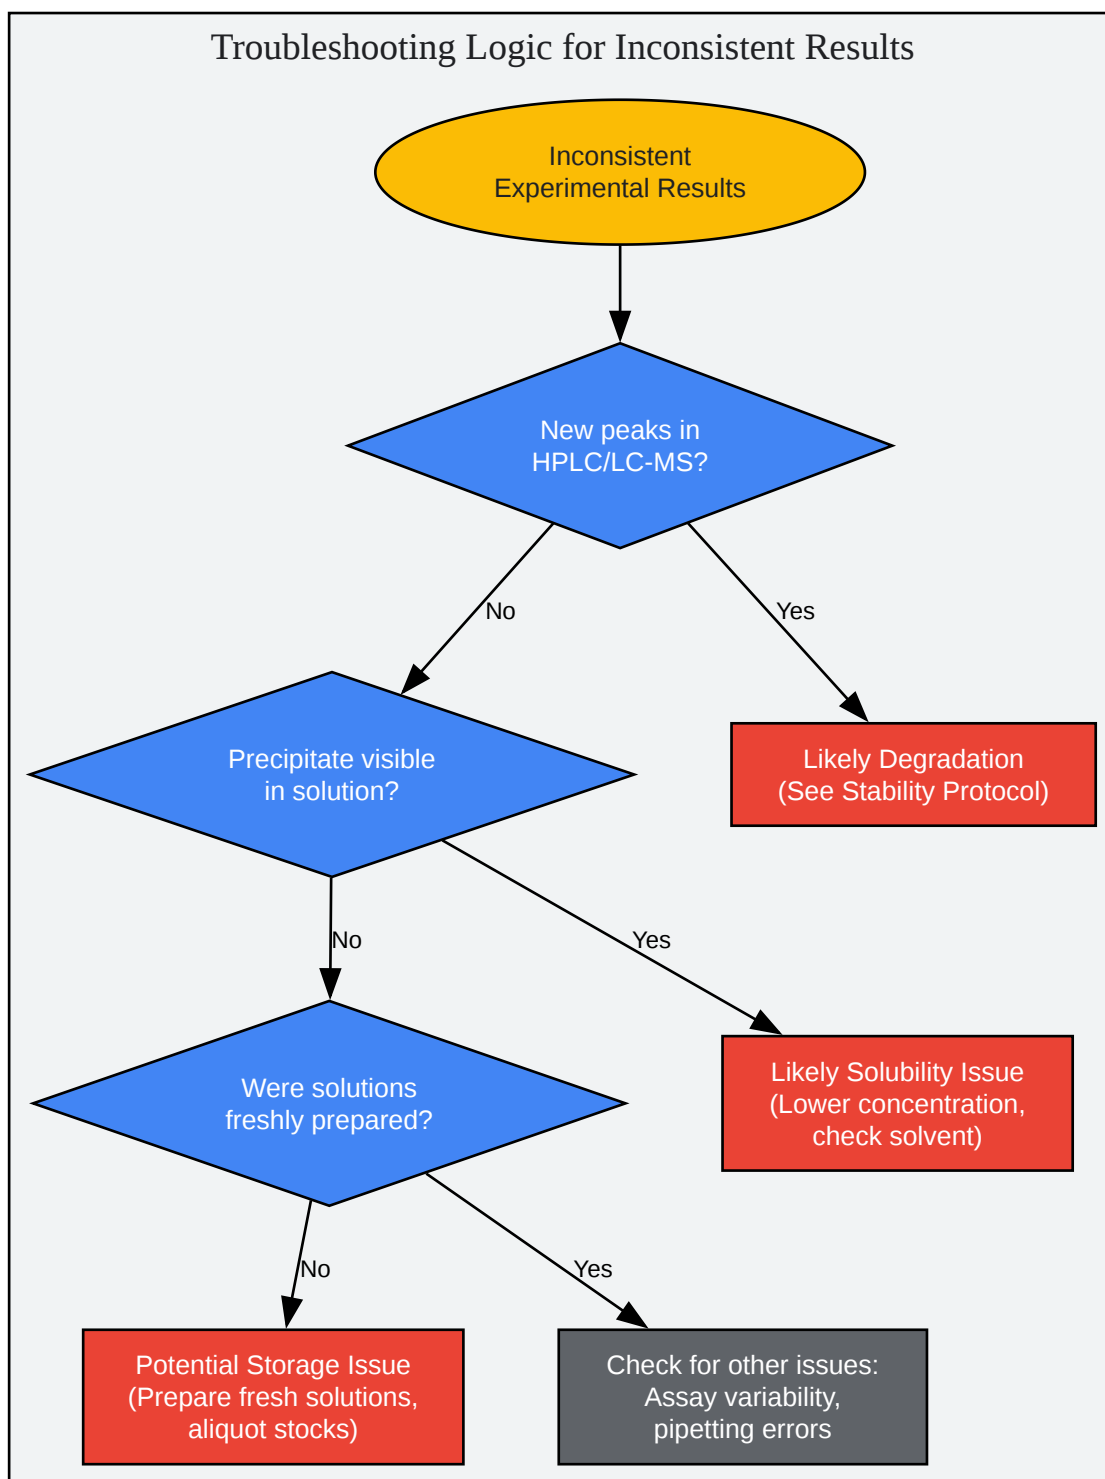 Troubleshooting Logic for Inconsistent Results
Inconsistent
Experimental Results
New peaks in
HPLC/LC-MS?
No
Yes
Precipitate visible
in solution?
Likely Degradation
(See Stability Protocol)
No
Yes
Were solutions
freshly prepared?
Likely Solubility Issue
(Lower concentration,
check solvent)
No
Yes
Potential Storage Issue
(Prepare fresh solutions,
aliquot stocks)
Check for other issues:
Assay variability,
pipetting errors